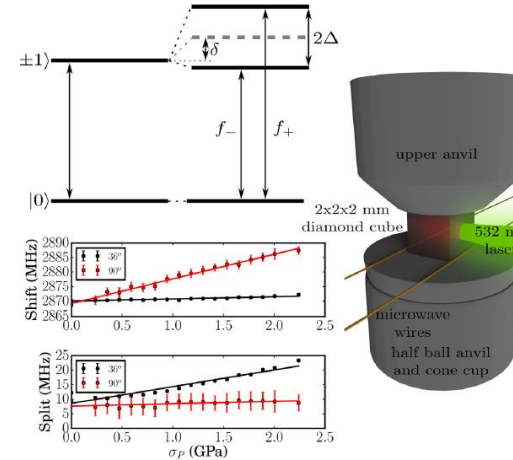 ±1⟩
|0⟩
δ
2Δ
f₋
f₊
upper anvil
2x2x2 mm
diamond cube
532 n
laser
microwave
wires
half ball anvil
and cone cup
Shift (MHz)
2890
2885
2880
2875
2870
2865
36°
90°
0.0 0.5 1.0 1.5 2.0 2.5
Split (MHz)
25
20
15
10
5
0
36°
90°
0.0 0.5 1.0 1.5 2.0 2.5
σ_P (GPa)